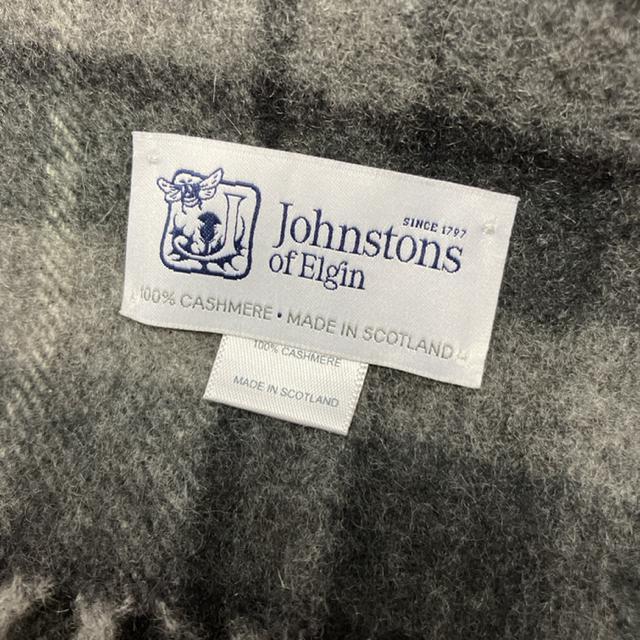 SINCE 1797
Johnstons
of Elgin
100% CASHMERE • MADE IN SCOTLAND
100% CASHMERE
MADE IN SCOTLAND